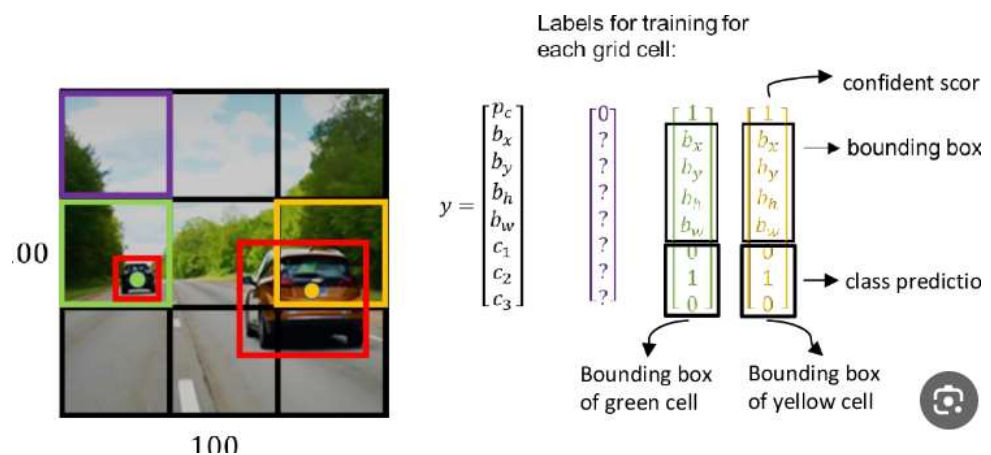 Labels for training for
each grid cell:
confident scor
bounding box
class predictio
y =
p_c
b_x
b_y
b_h
b_w
c_1
c_2
c_3
0
?
?
?
?
?
?
?
1
b_x
b_y
b_h
b_w
0
1
0
1
b_x
b_y
b_h
b_w
0
1
0
Bounding box
of green cell
Bounding box
of yellow cell
00
100